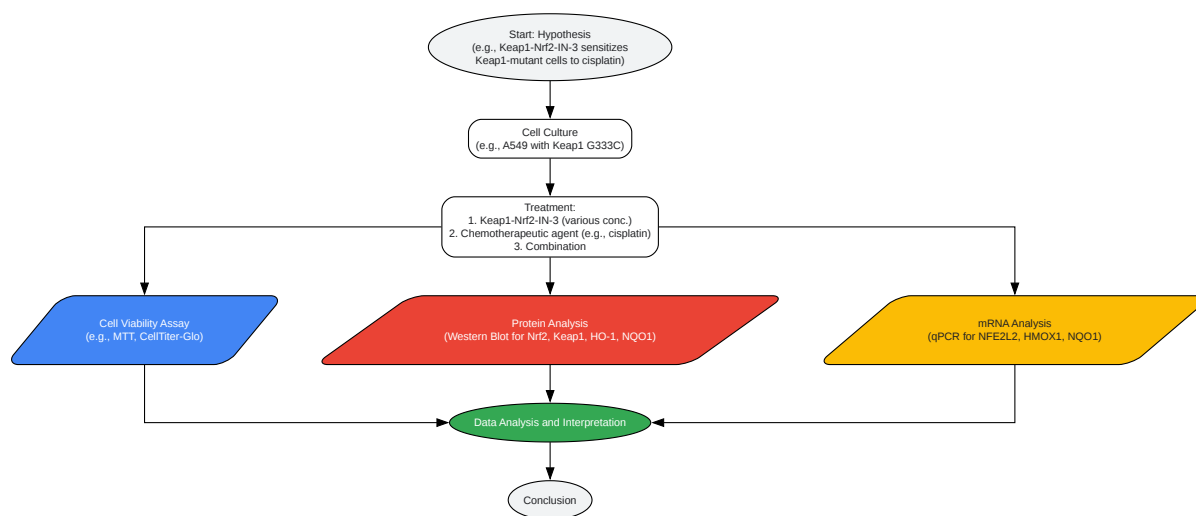 Start: Hypothesis
(e.g., Keap1-Nrf2-IN-3 sensitizes
Keap1-mutant cells to cisplatin)
Cell Culture
(e.g., A549 with Keap1 G333C)
Treatment:
1. Keap1-Nrf2-IN-3 (various conc.)
2. Chemotherapeutic agent (e.g., cisplatin)
3. Combination
Cell Viability Assay
(e.g., MTT, CellTiter-Glo)
Protein Analysis
(Western Blot for Nrf2, Keap1, HO-1, NQO1)
mRNA Analysis
(qPCR for NFE2L2, HMOX1, NQO1)
Data Analysis and Interpretation
Conclusion